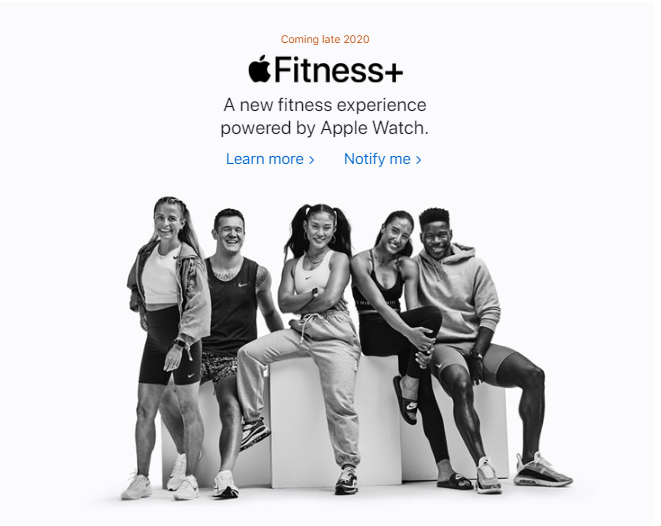 Coming late 2020
Fitness+
A new fitness experience
powered by Apple Watch.
Learn more >
Notify me >